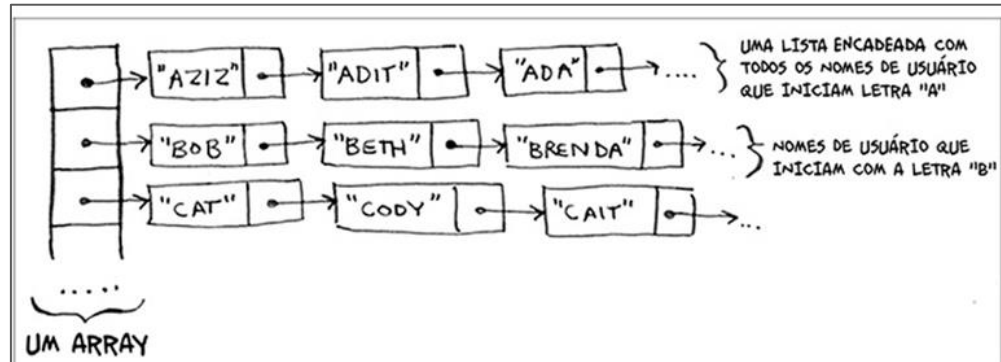 "AZIZ" "ADIT" "ADA" ....
UMA LISTA ENCADEADA COM
TODOS OS NOMES DE USUÁRIO
QUE INICIAM LETRA "A"
"BOB" "BETH" "BRENDA" ...
NOMES DE USUÁRIO QUE
INICIAM COM A LETRA "B"
"CAT" "CODY" "CAIT" ...
.....
UM ARRAY